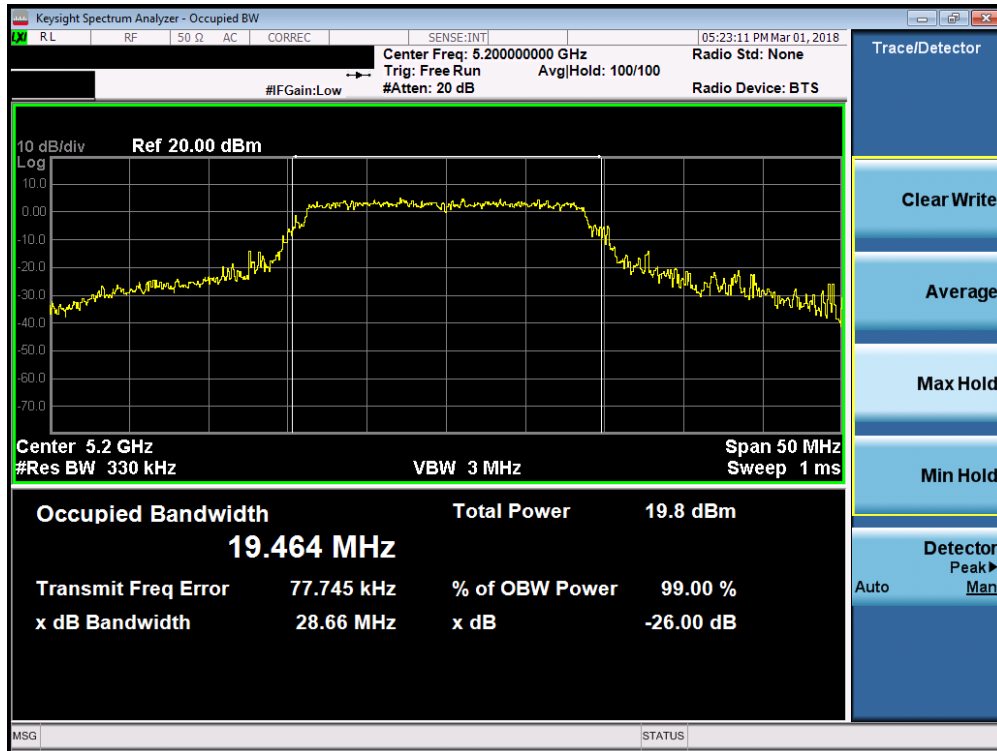 Keysight Spectrum Analyzer - Occupied BW
LXI RL RF 50 Ω AC CORREC SENSE:INT 05:23:11 PM Mar 01, 2018
Center Freq: 5.200000000 GHz Radio Std: None
Trig: Free Run Avg|Hold: 100/100
#IFGain:Low #Atten: 20 dB Radio Device: BTS
10 dB/div Ref 20.00 dBm
Log
10.0
0.00
-10.0
-20.0
-30.0
-40.0
-50.0
-60.0
-70.0
Center 5.2 GHz Span 50 MHz
#Res BW 330 kHz VBW 3 MHz Sweep 1 ms
Occupied Bandwidth Total Power 19.8 dBm
19.464 MHz
Transmit Freq Error 77.745 kHz % of OBW Power 99.00 %
x dB Bandwidth 28.66 MHz x dB -26.00 dB
MSG STATUS
Trace/Detector
Clear Write
Average
Max Hold
Min Hold
Detector
Peak▶
Auto Man